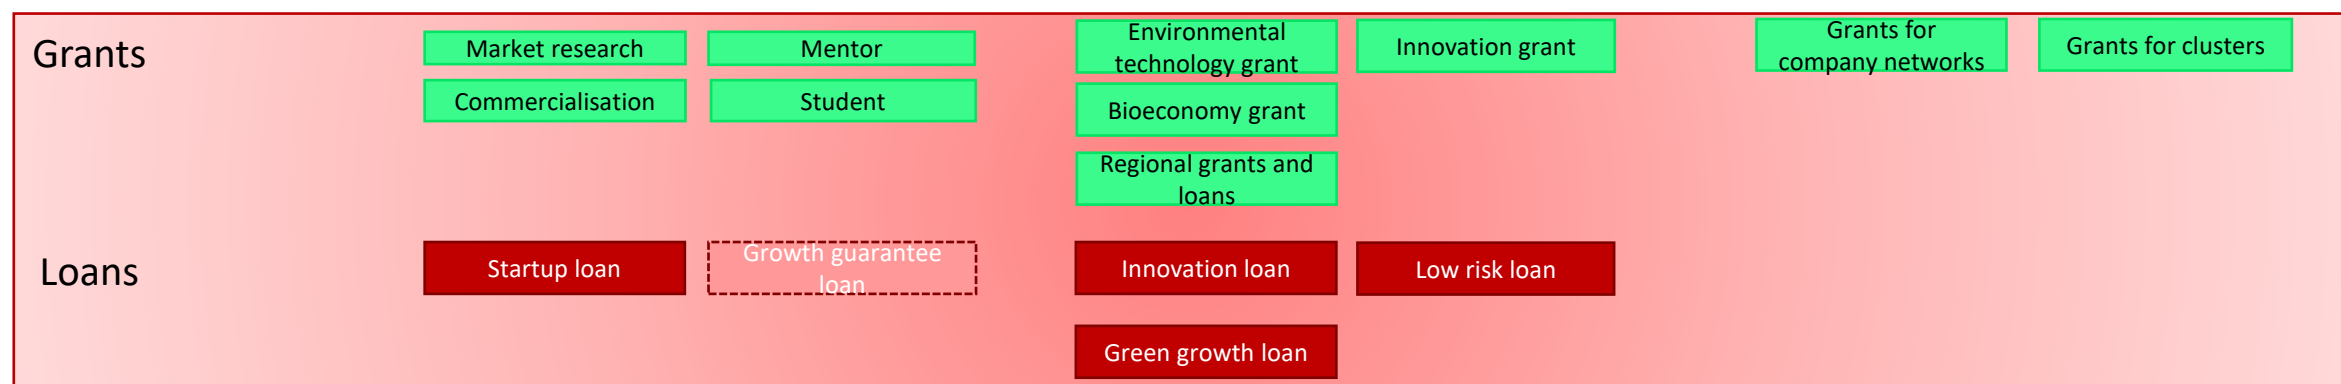 Grants
Market research
Mentor
Environmental
technology grant
Innovation grant
Grants for
company networks
Grants for clusters
Commercialisation
Student
Bioeconomy grant
Regional grants and
loans
Loans
Startup loan
Growth guarantee
loan
Innovation loan
Low risk loan
Green growth loan